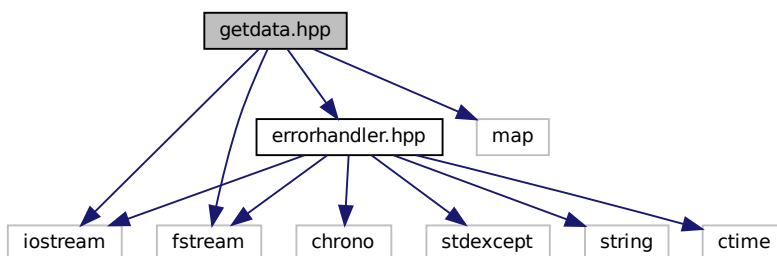 getdata.hpp
errorhandler.hpp
map
iostream
fstream
chrono
stdexcept
string
ctime